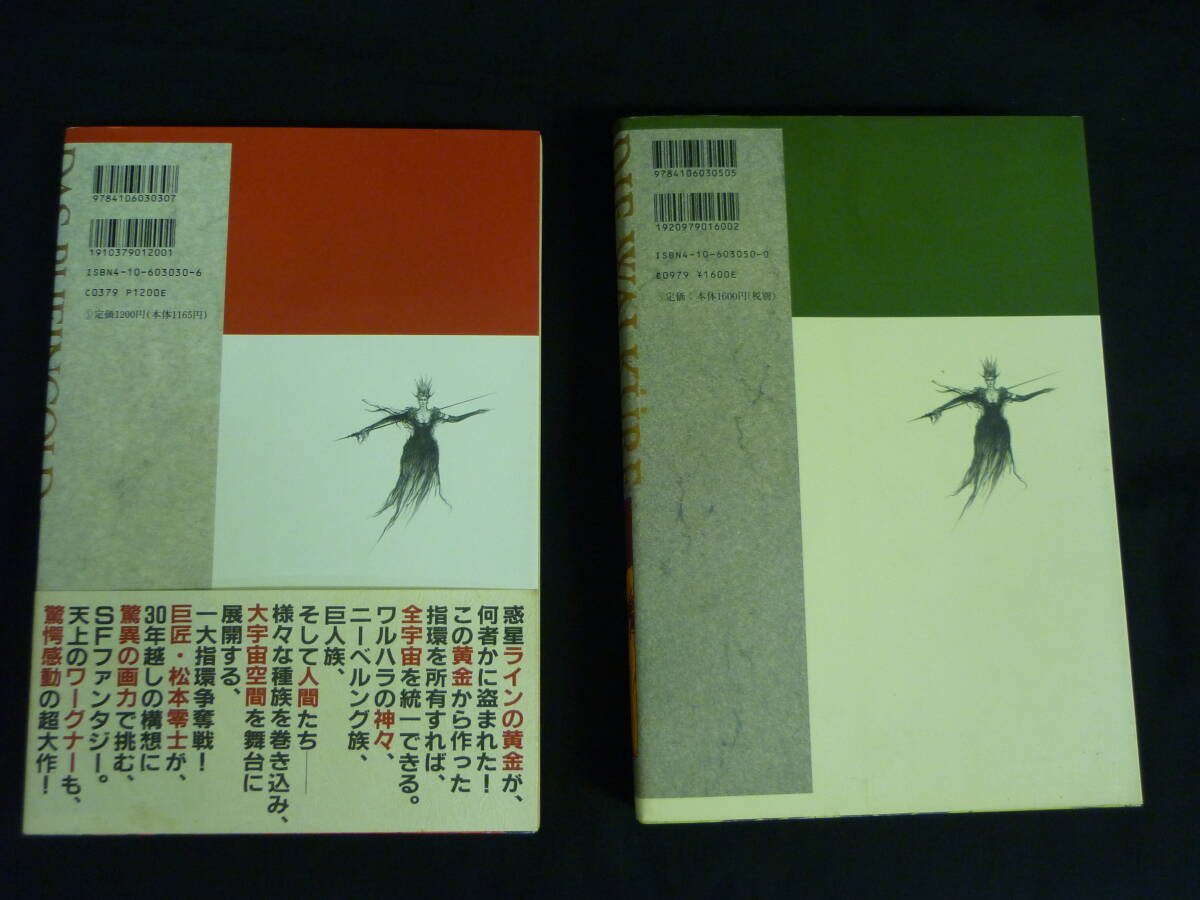 DAS RHEINGOLD
9784106030307
1910379012001
ISBN4-10-603030-6
C0379 P1200E
定価1200円(本体1165円)
惑星ラインの黄金が、
何者かに盗まれた!
この黄金から作った
指環を所有すれば、
全宇宙を統一できる。
ワルハラの神々、
ニーベルング族、
巨人族、
そして人間たち――
様々な種族を巻き込み、
大宇宙空間を舞台に
展開する、
一大指環争奪戦!
巨匠・松本零士が、
30年越しの構想に
驚異の画力で挑む、
SFファンタジー。
天上のワーグナーも、
驚愕感動の超大作!
DIE WALKÜRE
9784106030505
1920979016002
ISBN4-10-603050-0
C0979 ¥1600E
定価:本体1600円(税別)